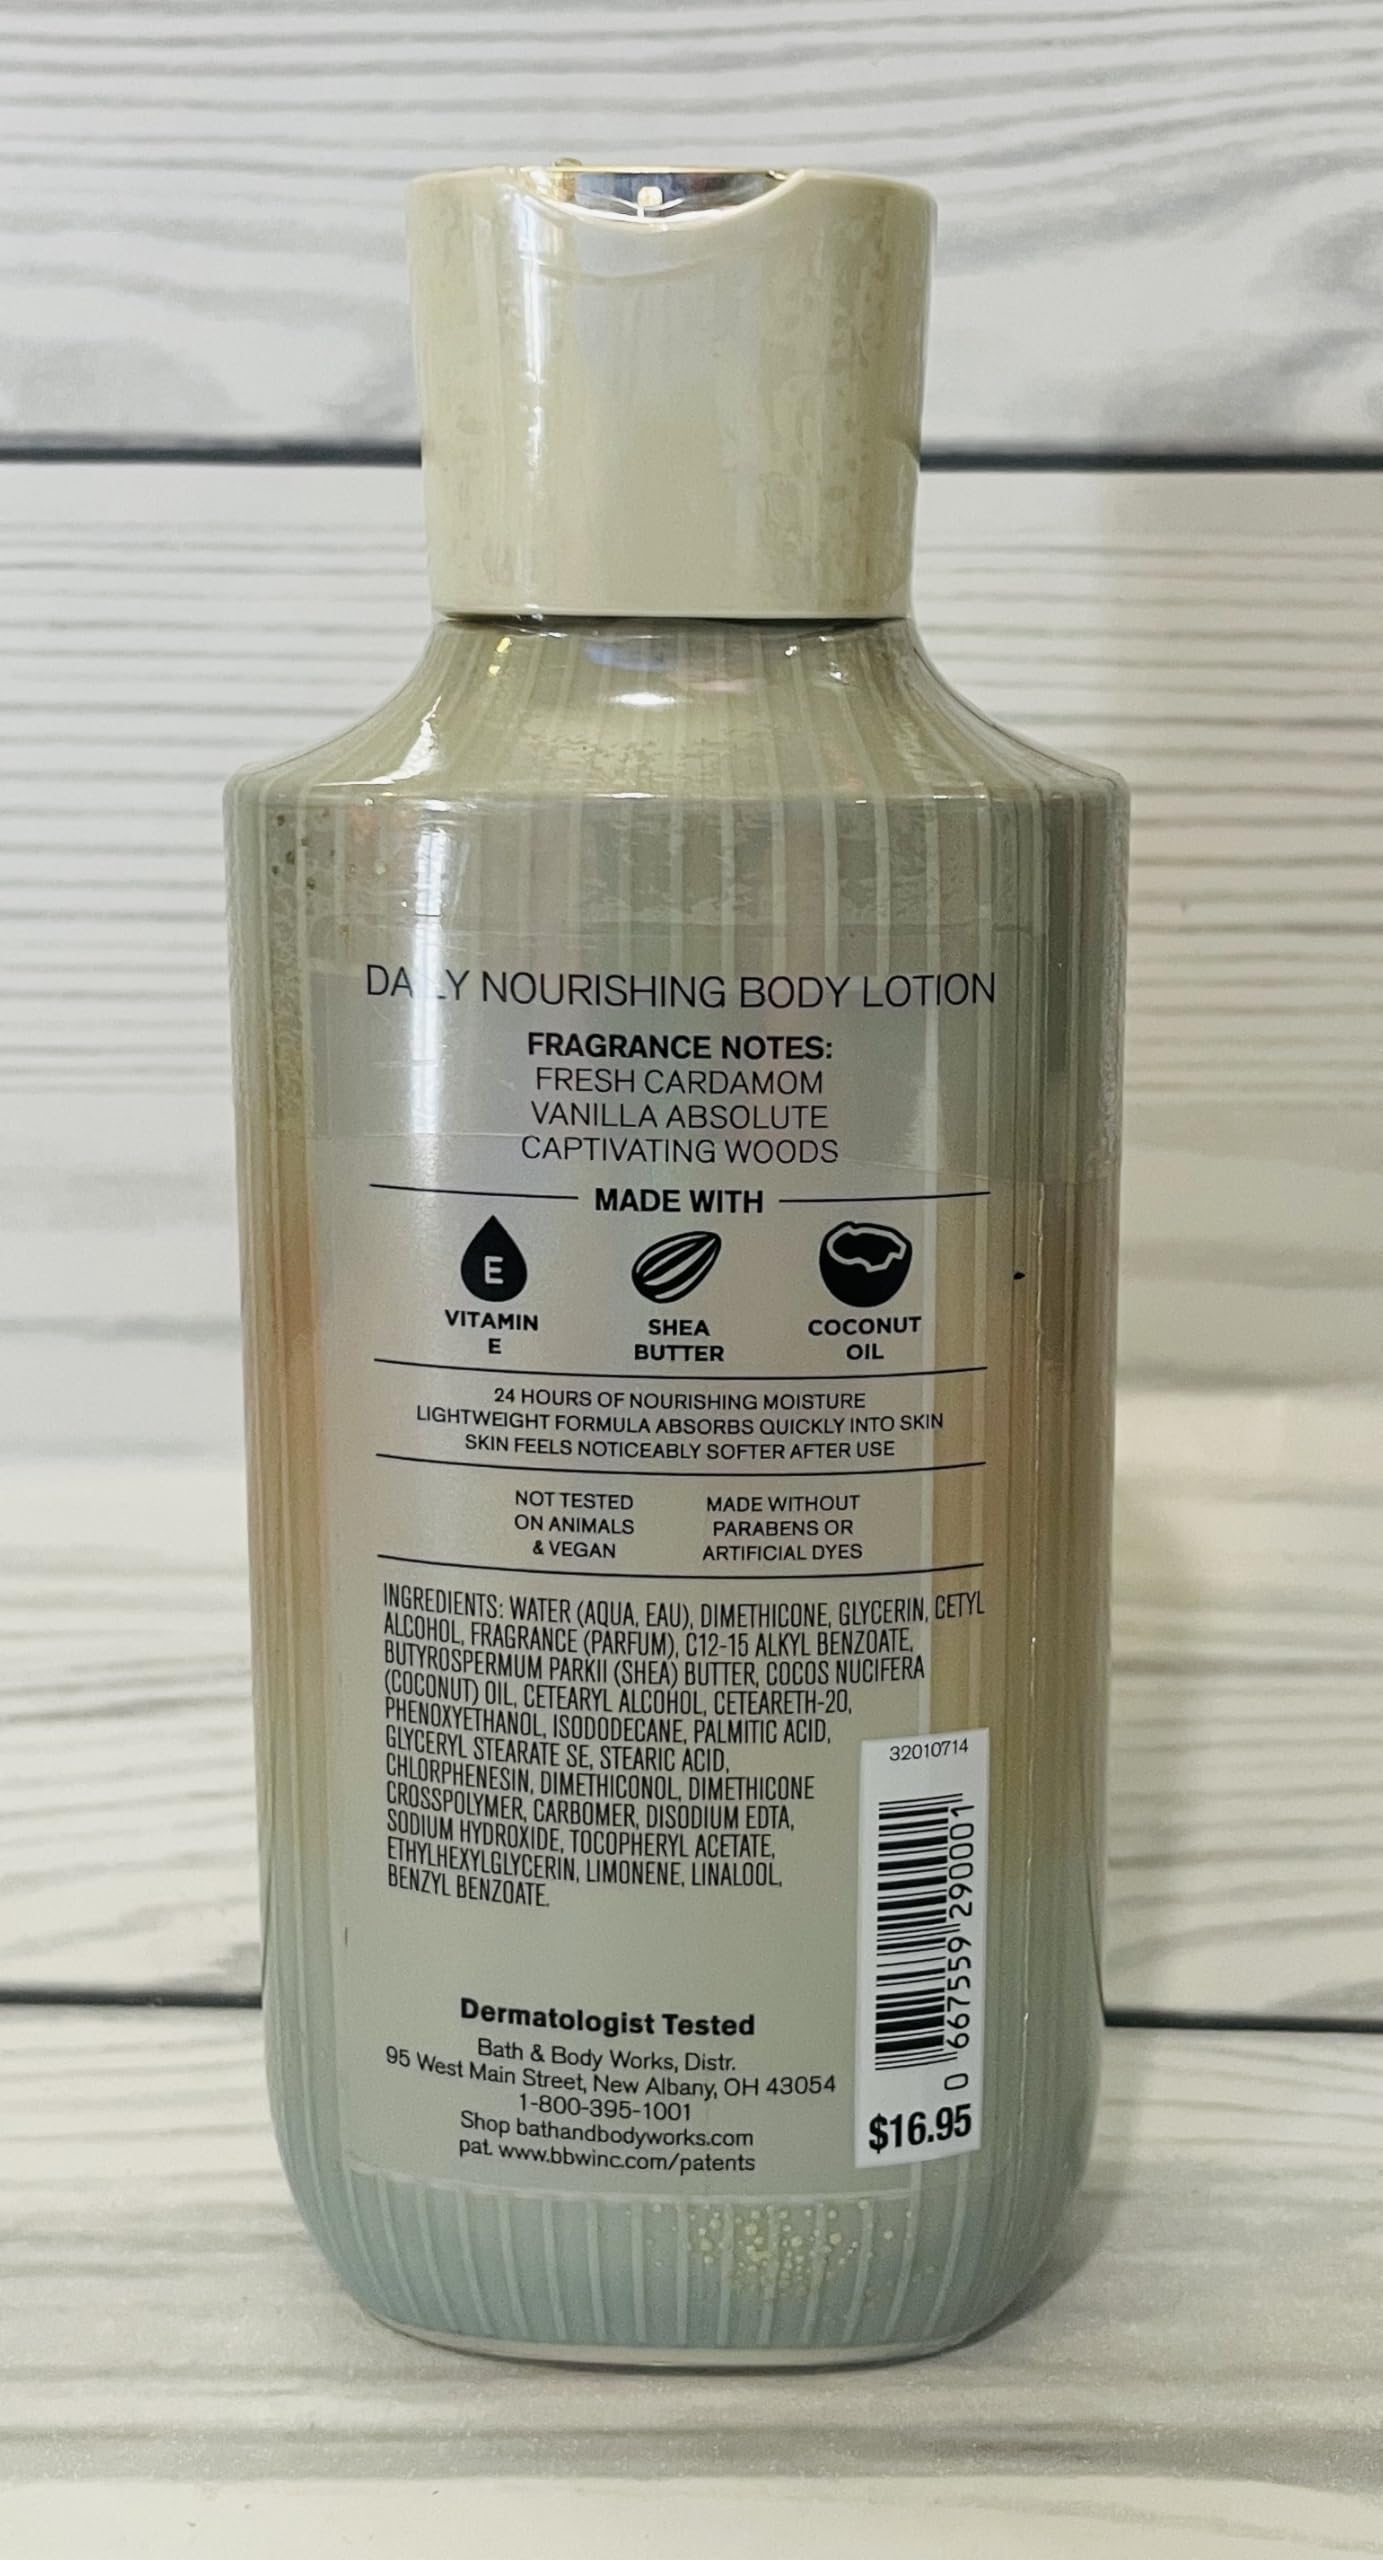 DAILY NOURISHING BODY LOTION
FRAGRANCE NOTES:
FRESH CARDAMOM
VANILLA ABSOLUTE
CAPTIVATING WOODS
MADE WITH
E
VITAMIN
E
SHEA
BUTTER
COCONUT
OIL
24 HOURS OF NOURISHING MOISTURE
LIGHTWEIGHT FORMULA ABSORBS QUICKLY INTO SKIN
SKIN FEELS NOTICEABLY SOFTER AFTER USE
NOT TESTED
ON ANIMALS
& VEGAN
MADE WITHOUT
PARABENS OR
ARTIFICIAL DYES
INGREDIENTS: WATER (AQUA, EAU), DIMETHICONE, GLYCERIN, CETYL
ALCOHOL, FRAGRANCE (PARFUM), C12-15 ALKYL BENZOATE,
BUTYROSPERMUM PARKII (SHEA) BUTTER, COCOS NUCIFERA
(COCONUT) OIL, CETEARYL ALCOHOL, CETEARETH-20,
PHENOXYETHANOL, ISODODECANE, PALMITIC ACID,
GLYCERYL STEARATE SE, STEARIC ACID,
CHLORPHENESIN, DIMETHICONOL, DIMETHICONE
CROSSPOLYMER, CARBOMER, DISODIUM EDTA,
SODIUM HYDROXIDE, TOCOPHERYL ACETATE,
ETHYLHEXYLGLYCERIN, LIMONENE, LINALOOL,
BENZYL BENZOATE.
32010714
0 667559 290001
$16.95
Dermatologist Tested
Bath & Body Works, Distr.
95 West Main Street, New Albany, OH 43054
1-800-395-1001
Shop bathandbodyworks.com
pat. www.bbwinc.com/patents